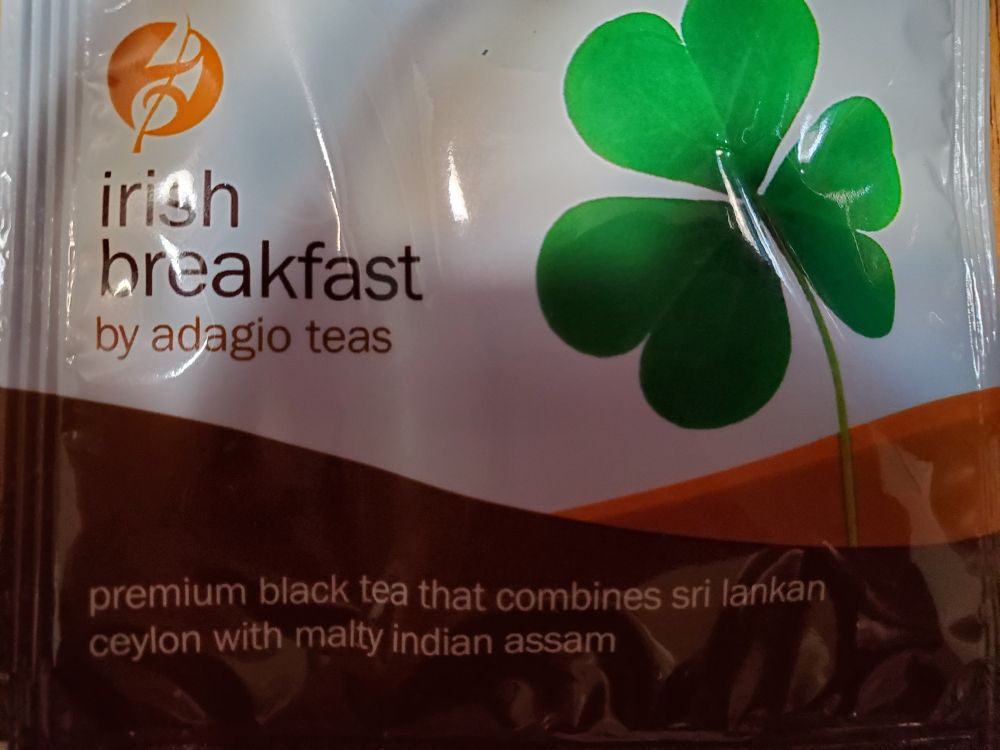 irish
breakfast
by adagio teas
premium black tea that combines sri lankan
ceylon with malty indian assam